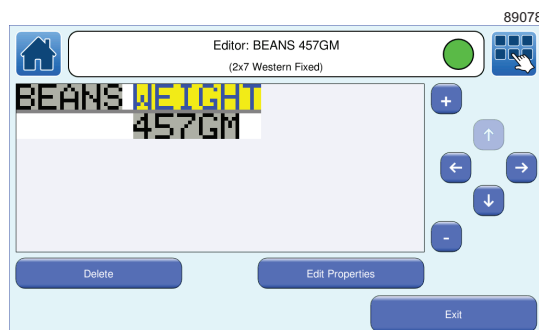 89078
Editor: BEANS 457GM
(2x7 Western Fixed)
BEANS WEIGHT
457GM
+
-
Delete
Edit Properties
Exit